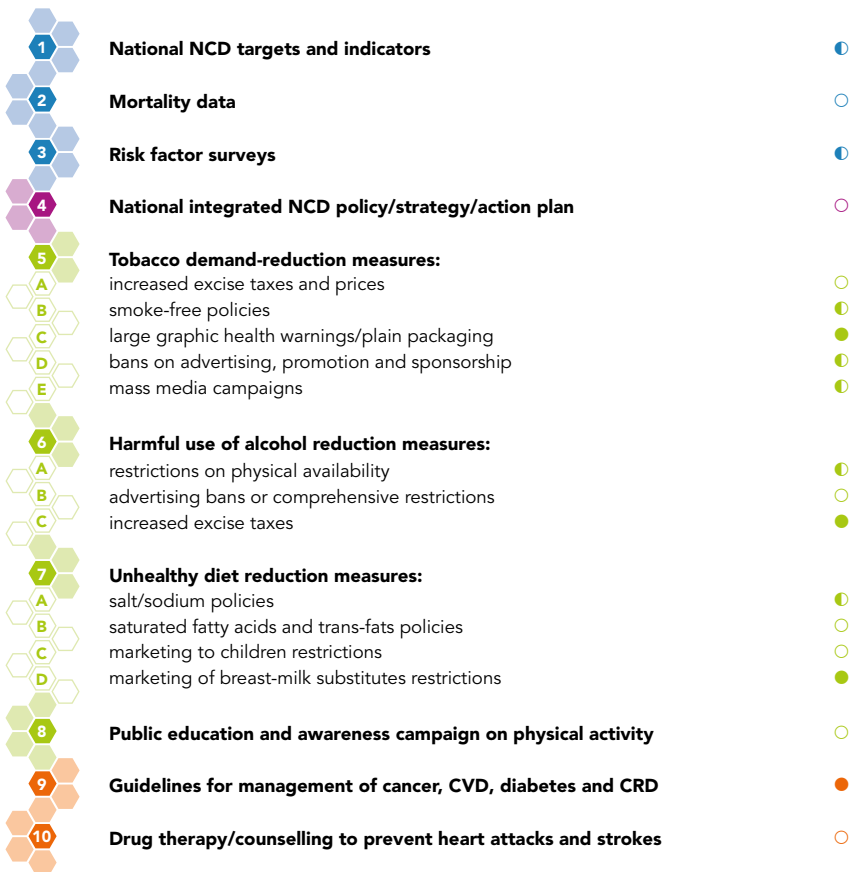 1 National NCD targets and indicators ◐
2 Mortality data ○
3 Risk factor surveys ◐
4 National integrated NCD policy/strategy/action plan ○
5 Tobacco demand-reduction measures:
A increased excise taxes and prices ○
B smoke-free policies ◐
C large graphic health warnings/plain packaging ●
D bans on advertising, promotion and sponsorship ◐
E mass media campaigns ◐
6 Harmful use of alcohol reduction measures:
A restrictions on physical availability ◐
B advertising bans or comprehensive restrictions ○
C increased excise taxes ●
7 Unhealthy diet reduction measures:
A salt/sodium policies ◐
B saturated fatty acids and trans-fats policies ○
C marketing to children restrictions ○
D marketing of breast-milk substitutes restrictions ●
8 Public education and awareness campaign on physical activity ○
9 Guidelines for management of cancer, CVD, diabetes and CRD ●
10 Drug therapy/counselling to prevent heart attacks and strokes ○